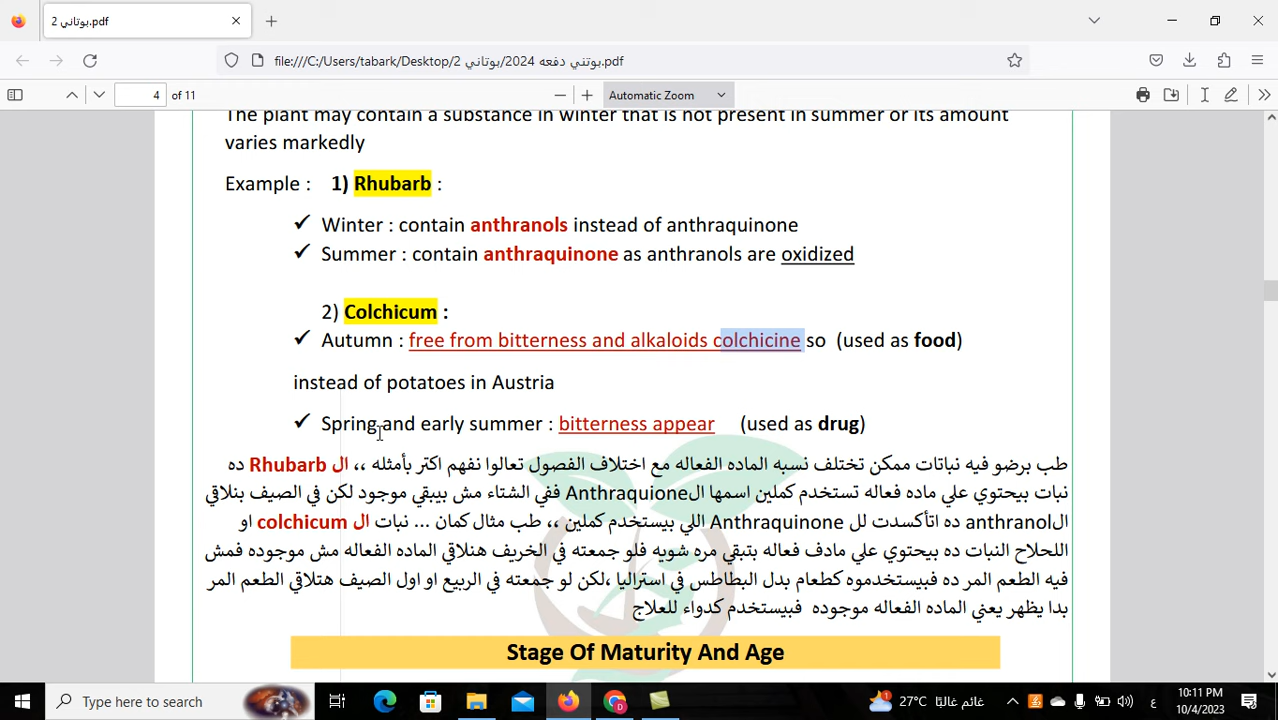 بوتاني 2.pdf
file:///C:/Users/tabark/Desktop/بوتني دفعه 2024/بوتاني 2.pdf
4 of 11
Automatic Zoom
The plant may contain a substance in winter that is not present in summer or its amount
varies markedly
Example : 1) Rhubarb :
✓ Winter : contain anthranols instead of anthraquinone
✓ Summer : contain anthraquinone as anthranols are oxidized
2) Colchicum :
✓ Autumn : free from bitterness and alkaloids colchicine so (used as food)
instead of potatoes in Austria
✓ Spring and early summer : bitterness appear (used as drug)
طب برضو فيه نباتات ممكن تختلف نسبه الماده الفعاله مع اختلاف الفصول تعالوا نفهم اكتر بأمثله ،، ال Rhubarb ده
نبات بيحتوي علي ماده فعاله تستخدم كملين اسمها الAnthraquione ففي الشتاء مش بيبقي موجود لكن في الصيف بنلاقي
الanthranol ده اتأكسدت لل Anthraquinone اللي بيستخدم كملين ،، طب مثال كمان ... نبات ال colchicum او
اللحلاح النبات ده بيحتوي علي مادف فعاله بتبقي مره شويه فلو جمعته في الخريف هنلاقي الماده الفعاله مش موجوده فمش
فيه الطعم المر ده فبيستخدموه كطعام بدل البطاطس في استراليا ،لكن لو جمعته في الربيع او اول الصيف هتلاقي الطعم المر
بدا يظهر يعني الماده الفعاله موجوده فبيستخدم كدواء للعلاج
Stage Of Maturity And Age
Type here to search
27°C غائم غالبًا
ع
10:11 PM
10/4/2023